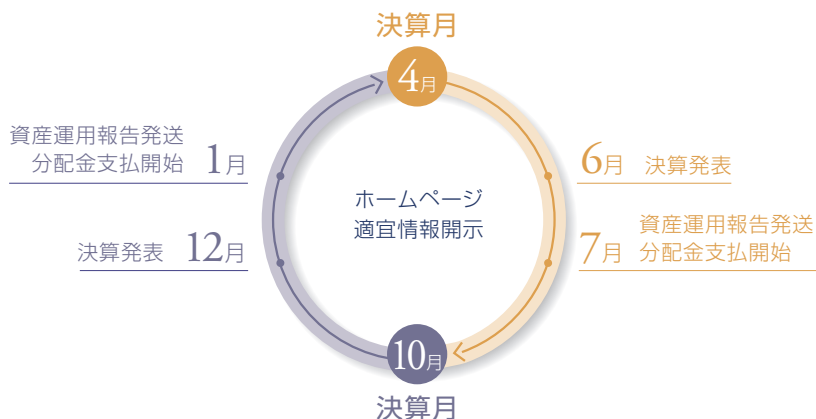 決算月
4月
資産運用報告発送
分配金支払開始 1月
決算発表 12月
ホームページ
適宜情報開示
6月 決算発表
7月 資産運用報告発送
分配金支払開始
10月
決算月